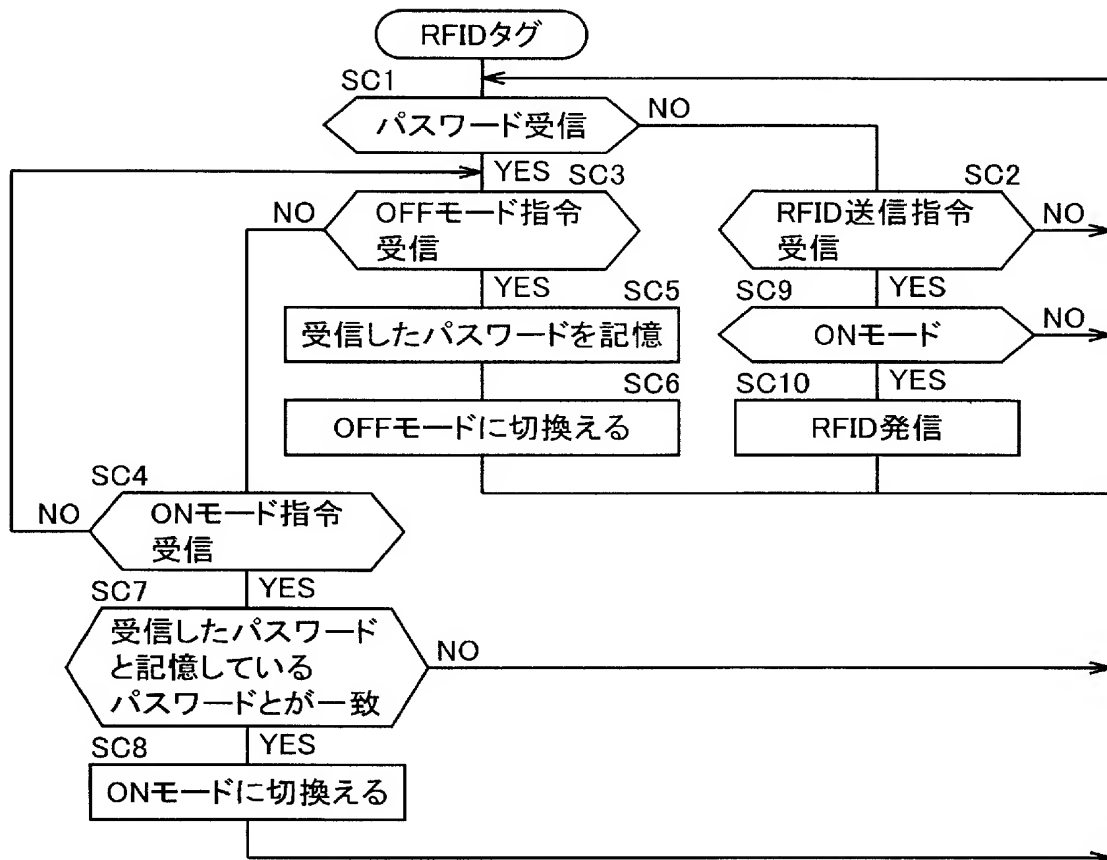 RFIDタグ
SC1
パスワード受信
NO
YES
SC3
SC2
NO
OFFモード指令
受信
RFID送信指令
受信
NO
YES
SC5
SC9
YES
受信したパスワードを記憶
ONモード
NO
SC6
SC10
YES
OFFモードに切換える
RFID発信
SC4
NO
ONモード指令
受信
SC7
YES
受信したパスワード
と記憶している
パスワードとが一致
NO
SC8
YES
ONモードに切換える